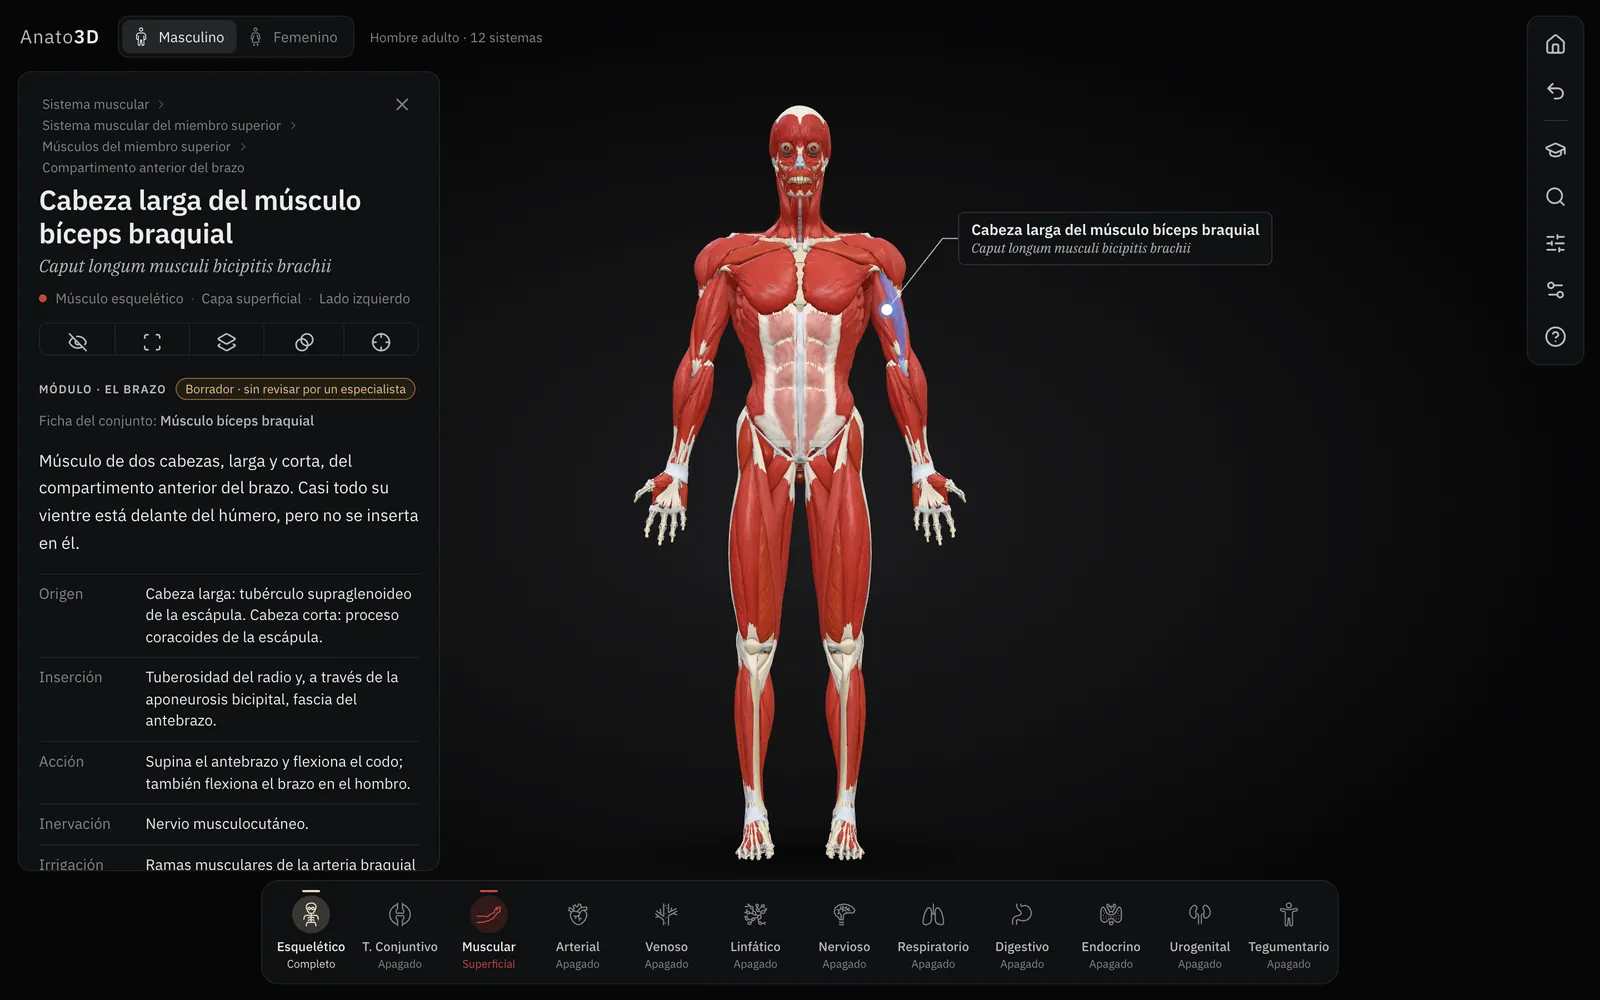 Anato3D
Masculino
Femenino
Hombre adulto · 12 sistemas
Sistema muscular
Sistema muscular del miembro superior
Músculos del miembro superior
Compartimento anterior del brazo
Cabeza larga del músculo
bíceps braquial
Caput longum musculi bicipitis brachii
Músculo esquelético · Capa superficial · Lado izquierdo
MÓDULO · EL BRAZO
Borrador · sin revisar por un especialista
Ficha del conjunto: Músculo bíceps braquial
Músculo de dos cabezas, larga y corta, del
compartimento anterior del brazo. Casi todo su
vientre está delante del húmero, pero no se inserta
en él.
Origen
Cabeza larga: tubérculo supraglenoideo
de la escápula. Cabeza corta: proceso
coracoides de la escápula.
Inserción
Tuberosidad del radio y, a través de la
aponeurosis bicipital, fascia del
antebrazo.
Acción
Supina el antebrazo y flexiona el codo;
también flexiona el brazo en el hombro.
Inervación
Nervio musculocutáneo.
Irrigación
Ramas musculares de la arteria braquial
Cabeza larga del músculo bíceps braquial
Caput longum musculi bicipitis brachii
Esquelético
Completo
T. Conjuntivo
Apagado
Muscular
Superficial
Arterial
Apagado
Venoso
Apagado
Linfático
Apagado
Nervioso
Apagado
Respiratorio
Apagado
Digestivo
Apagado
Endocrino
Apagado
Urogenital
Apagado
Tegumentario
Apagado